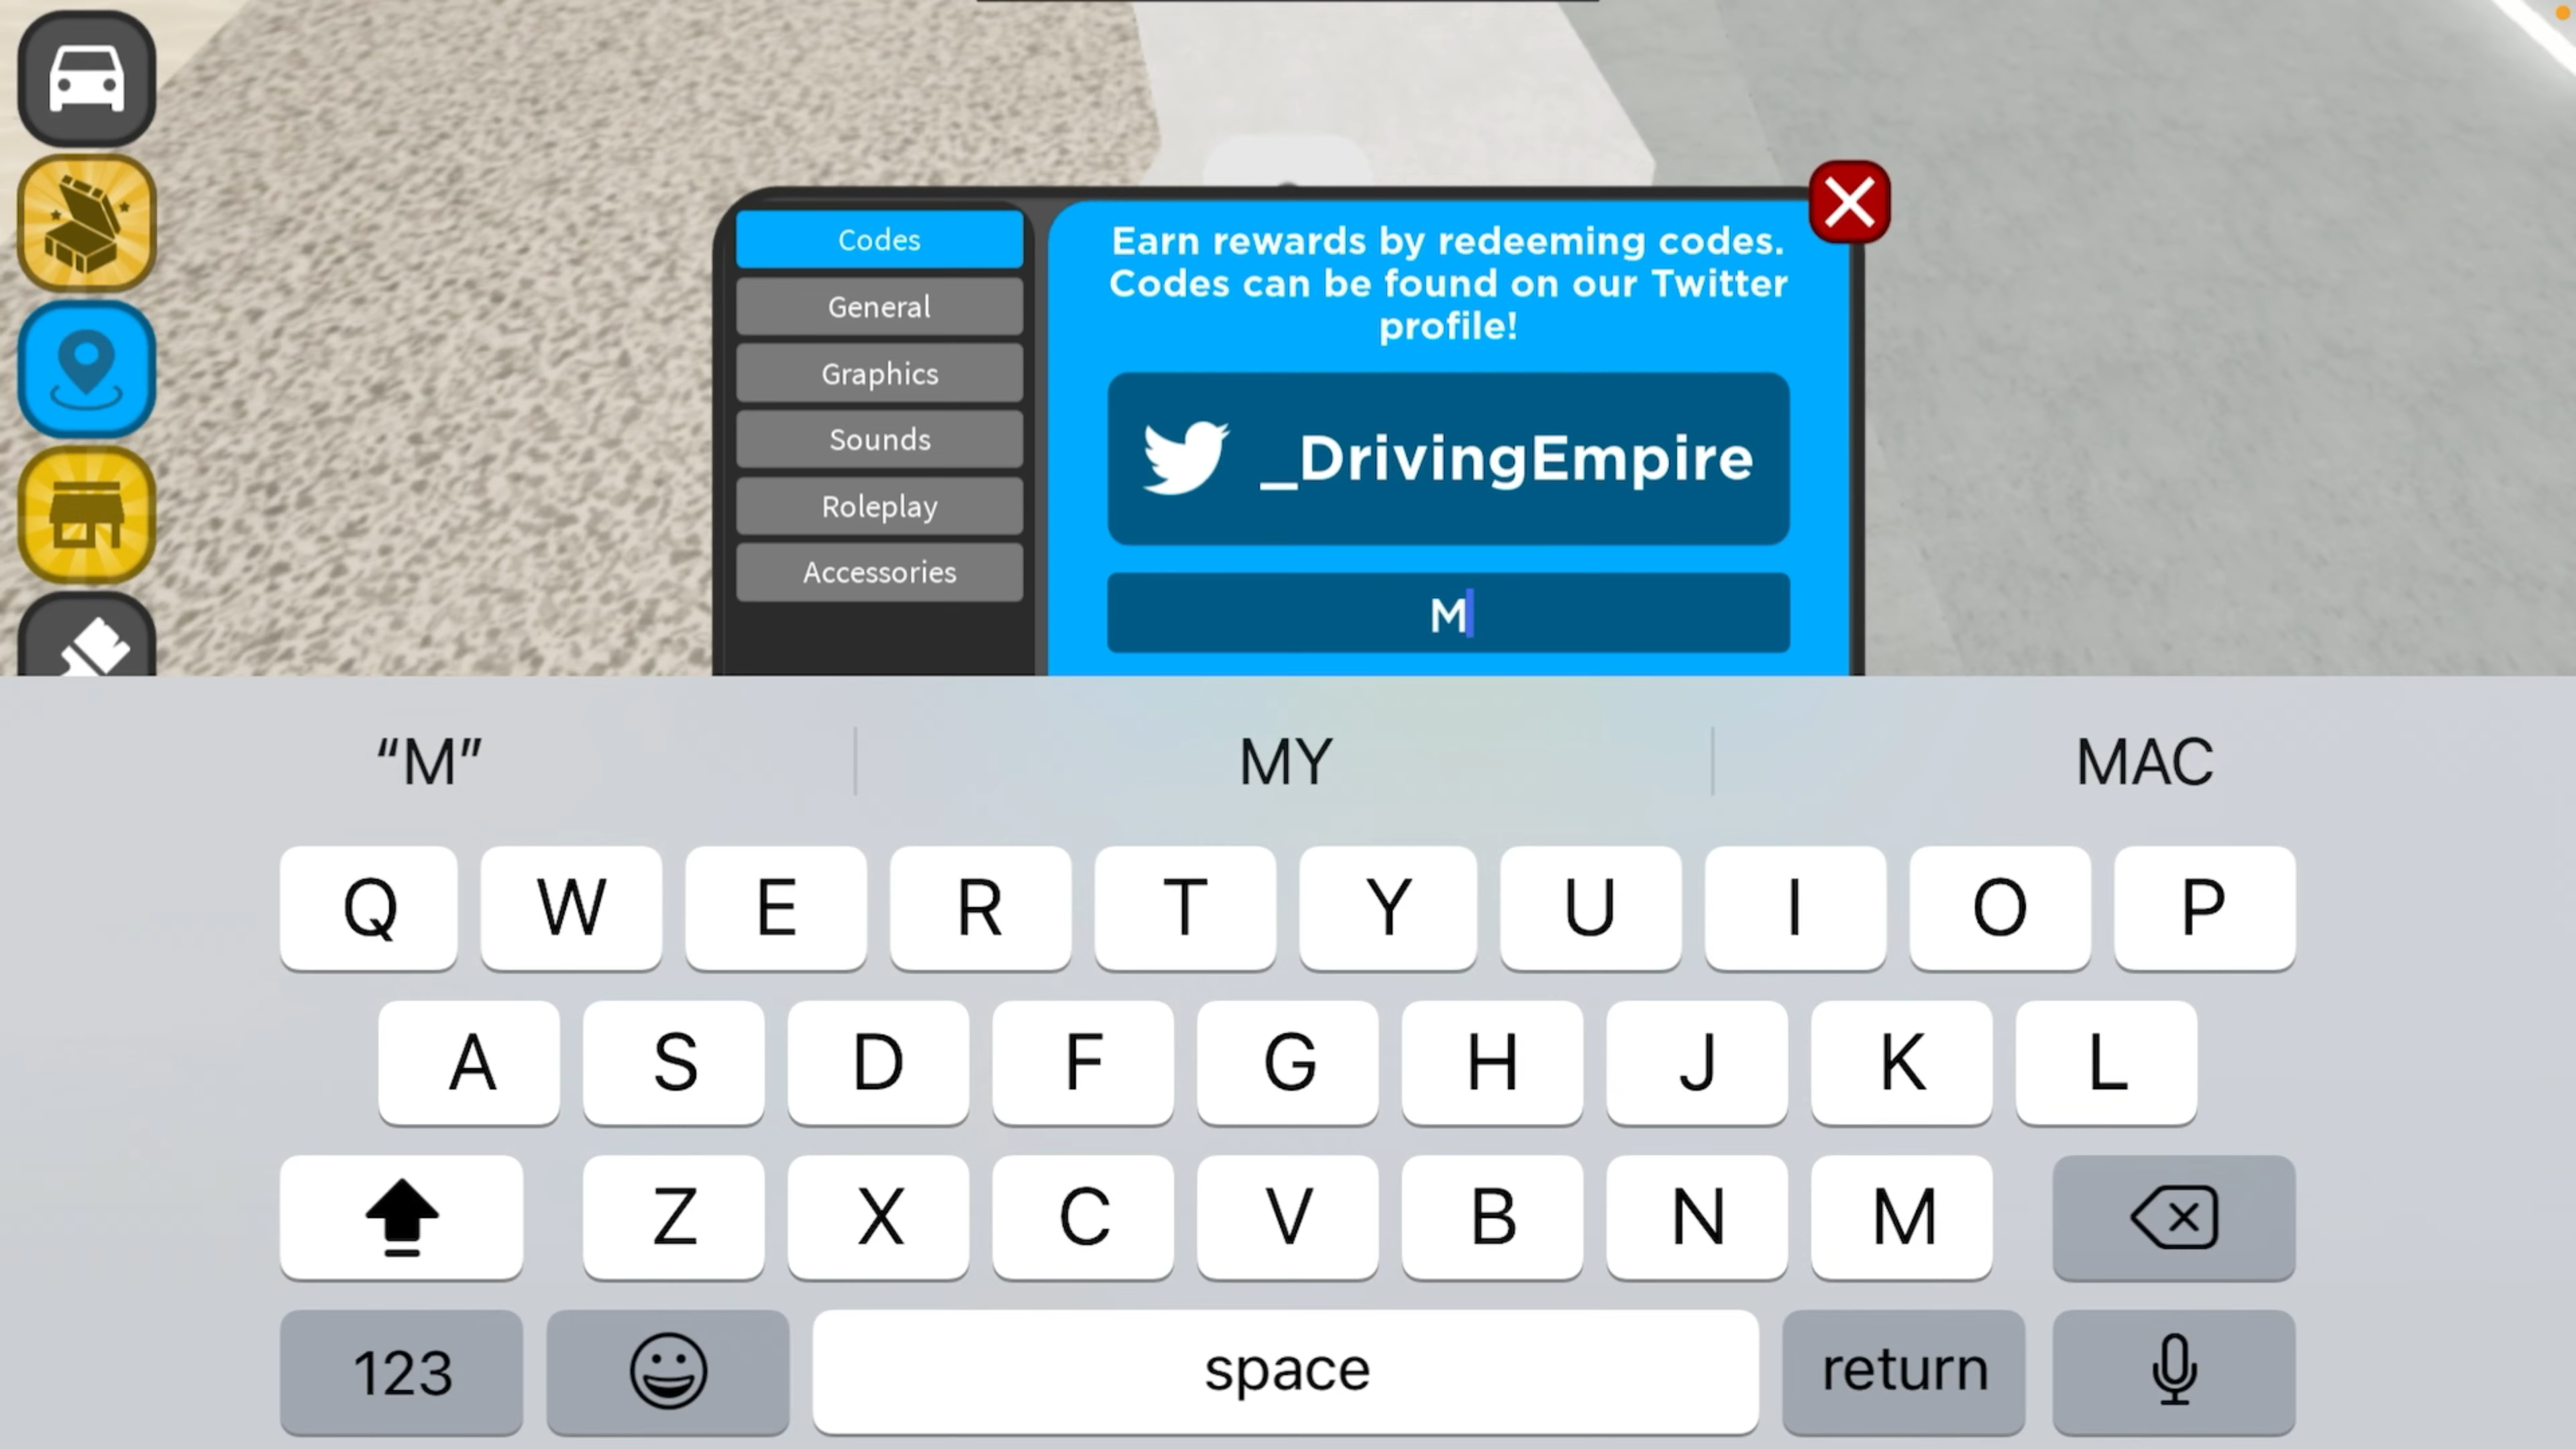 Codes
General
Graphics
Sounds
Roleplay
Accessories
Earn rewards by redeeming codes.
Codes can be found on our Twitter
profile!
_DrivingEmpire
M
“M” MY MAC
Q W E R T Y U I O P
A S D F G H J K L
Z X C V B N M
123 space return